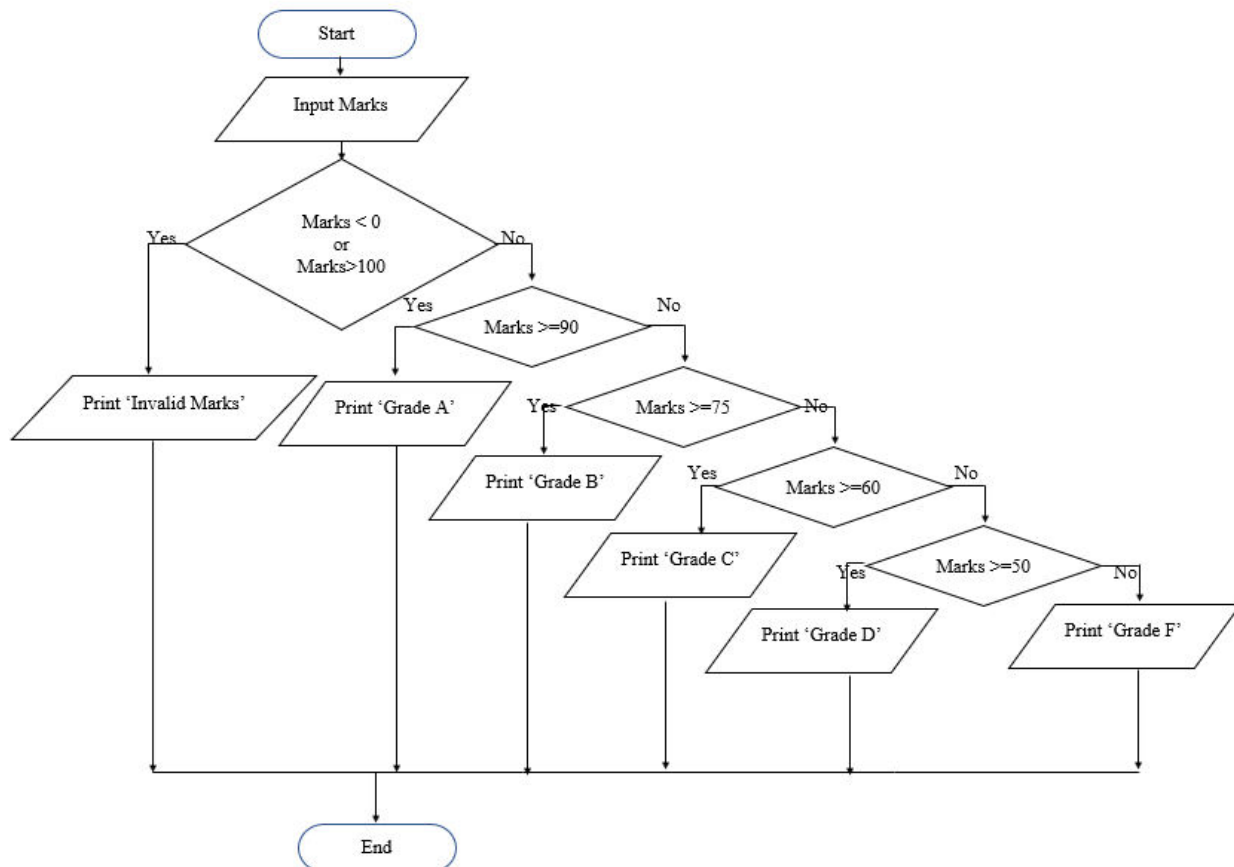 Start
Input Marks
Marks < 0
or
Marks>100
Yes
No
Marks >=90
Yes
No
Print ‘Invalid Marks’
Print ‘Grade A’
Marks >=75
Yes
No
Print ‘Grade B’
Marks >=60
Yes
No
Print ‘Grade C’
Marks >=50
Yes
No
Print ‘Grade D’
Print ‘Grade F’
End